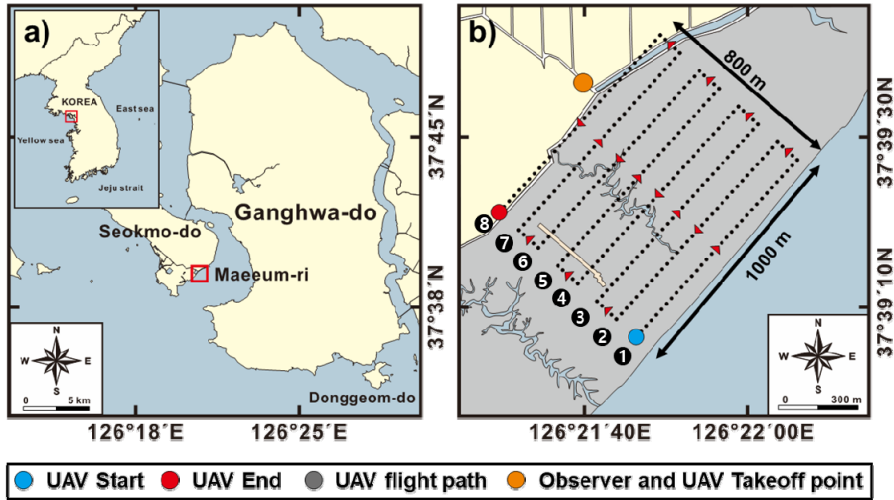 a)
KOREA
East sea
Yellow sea
Jeju strait
Ganghwa-do
Seokmo-do
Maeeum-ri
Donggeom-do
N
W E
S
0 5 km
37°45´N
37°38´N
126°18´E 126°25´E
b)
800 m
1000 m
8
7
6
5
4
3
2
1
N
W E
S
0 300 m
37°39´30N
37°39´10N
126°21´40E 126°22´00E
UAV Start UAV End UAV flight path Observer and UAV Takeoff point